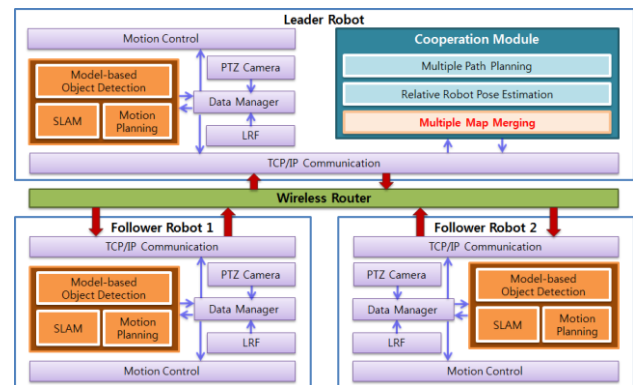 Leader Robot
Motion Control
Cooperation Module
Multiple Path Planning
Relative Robot Pose Estimation
Multiple Map Merging
Model-based
Object Detection
SLAM
Motion
Planning
PTZ Camera
Data Manager
LRF
TCP/IP Communication
Wireless Router
Follower Robot 1
TCP/IP Communication
Model-based
Object Detection
SLAM
Motion
Planning
PTZ Camera
Data Manager
LRF
Motion Control
Follower Robot 2
TCP/IP Communication
PTZ Camera
Data Manager
LRF
Model-based
Object Detection
SLAM
Motion
Planning
Motion Control